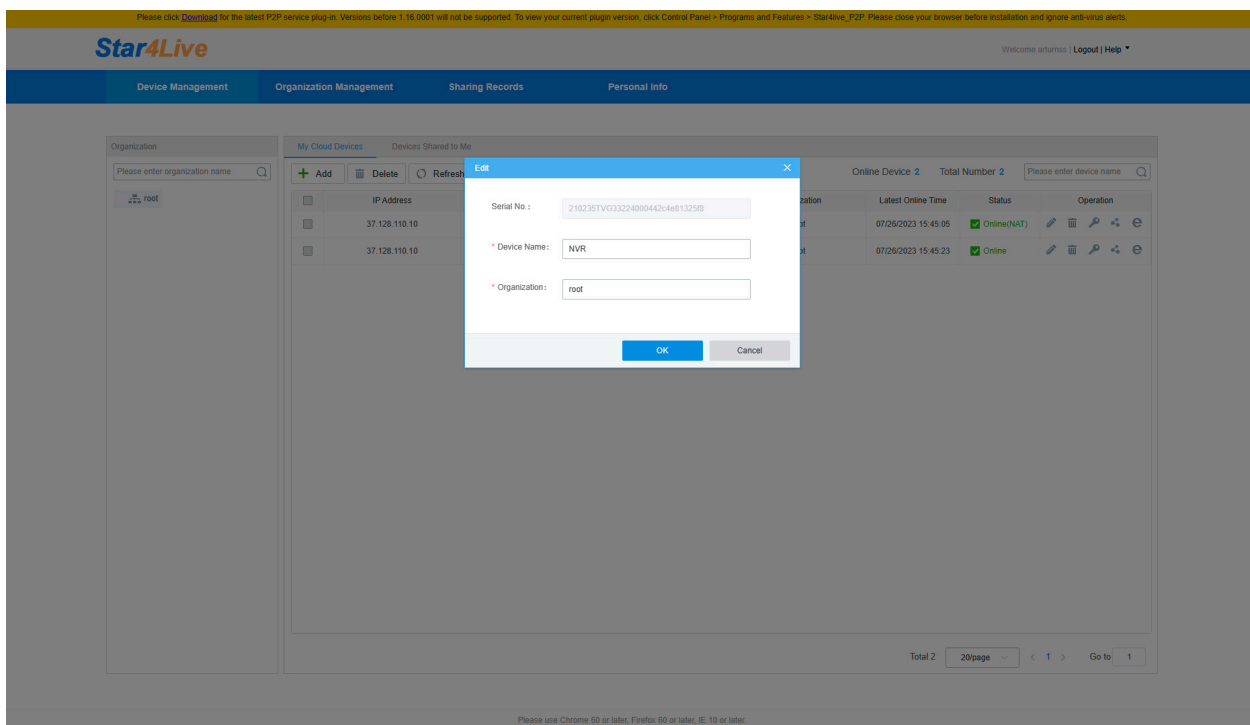 Please click Download for the latest P2P service plug-in. Versions before 1.16.0001 will not be supported. To view your current plugin version, click Control Panel > Programs and Features > Star4live_P2P. Please close your browser before installation and ignore anti-virus alerts.
Star4Live
Welcome arturnss | Logout | Help
Device Management Organization Management Sharing Records Personal Info
Organization
My Cloud Devices Devices Shared to Me
Please enter organization name
Add Delete Refresh
Online Device 2 Total Number 2 Please enter device name
root
IP Address zation Latest Online Time Status Operation
37.128.110.10 ot 07/26/2023 15:45:05 Online(NAT)
37.128.110.10 ot 07/26/2023 15:45:23 Online
Edit
Serial No.: 210235TVG33224000442c4e81325f8
* Device Name: NVR
* Organization: root
OK Cancel
Total 2 20/page < 1 > Go to 1
Please use Chrome 60 or later, Firefox 60 or later, IE 10 or later.